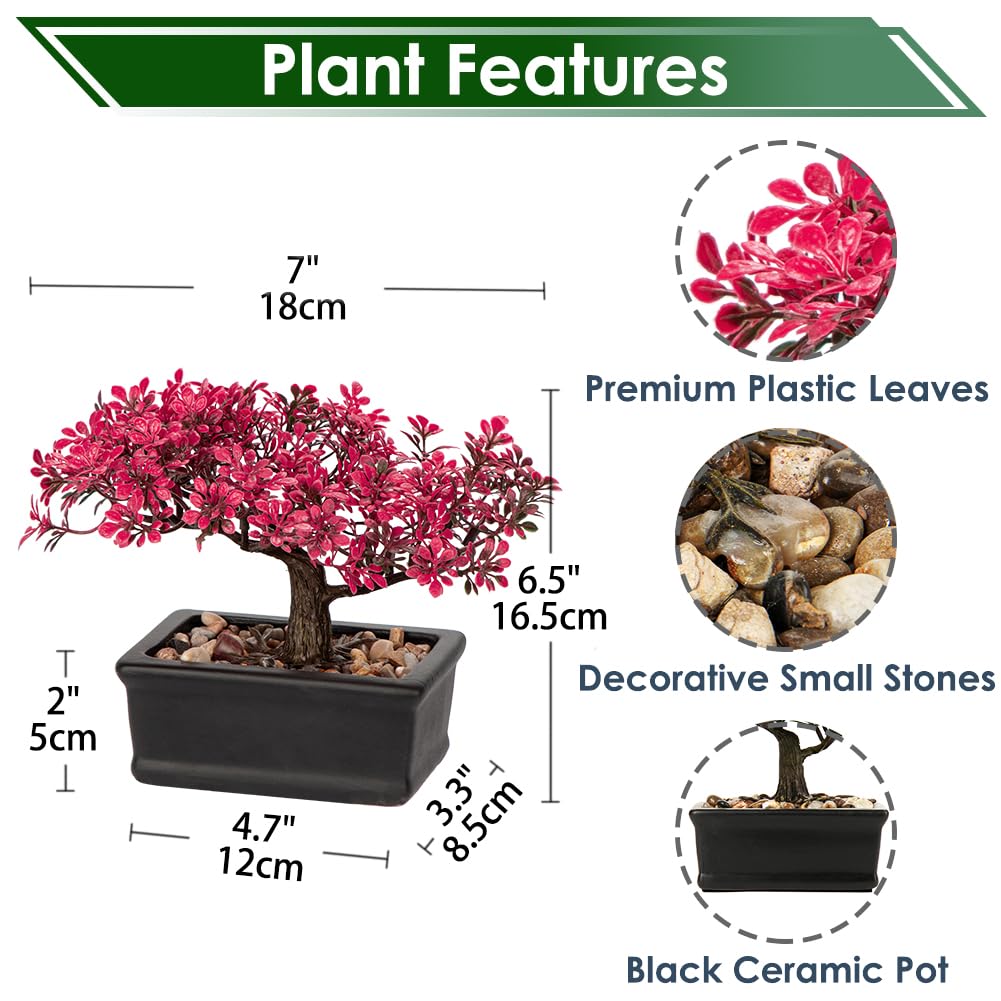 Plant Features
7"
18cm
Premium Plastic Leaves
6.5"
16.5cm
Decorative Small Stones
2"
5cm
3.3"
8.5cm
4.7"
12cm
Black Ceramic Pot